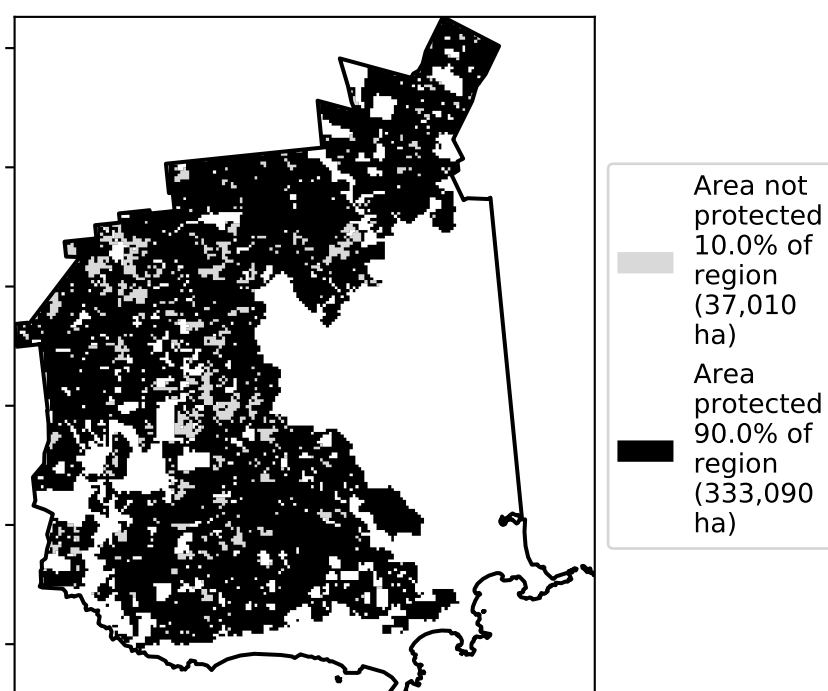 Area not
protected
10.0% of
region
(37,010
ha)
Area
protected
90.0% of
region
(333,090
ha)